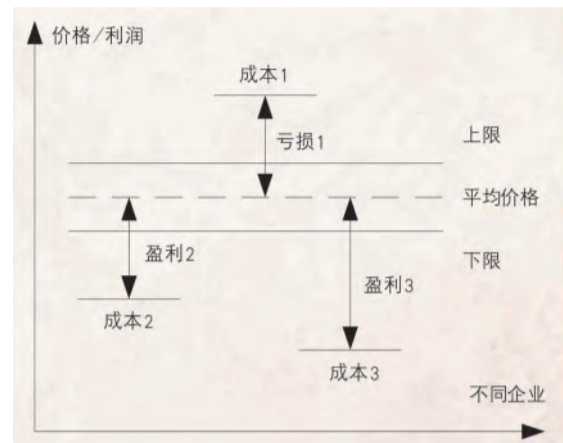 价格/利润
成本1
上限
亏损1
平均价格
盈利2
下限
盈利3
成本2
成本3
不同企业